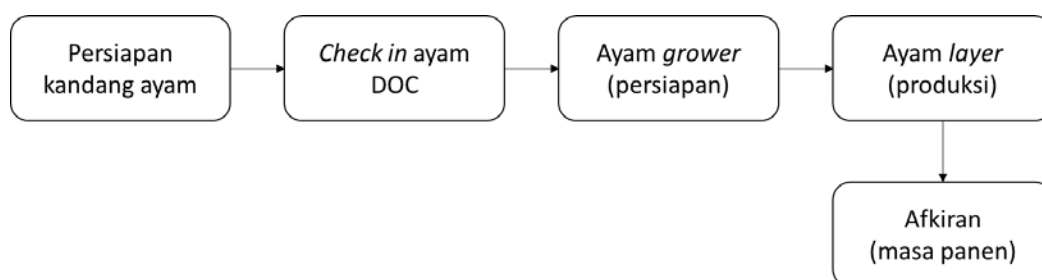 Persiapan
kandang ayam
Check in ayam
DOC
Ayam grower
(persiapan)
Ayam layer
(produksi)
Afkiran
(masa panen)